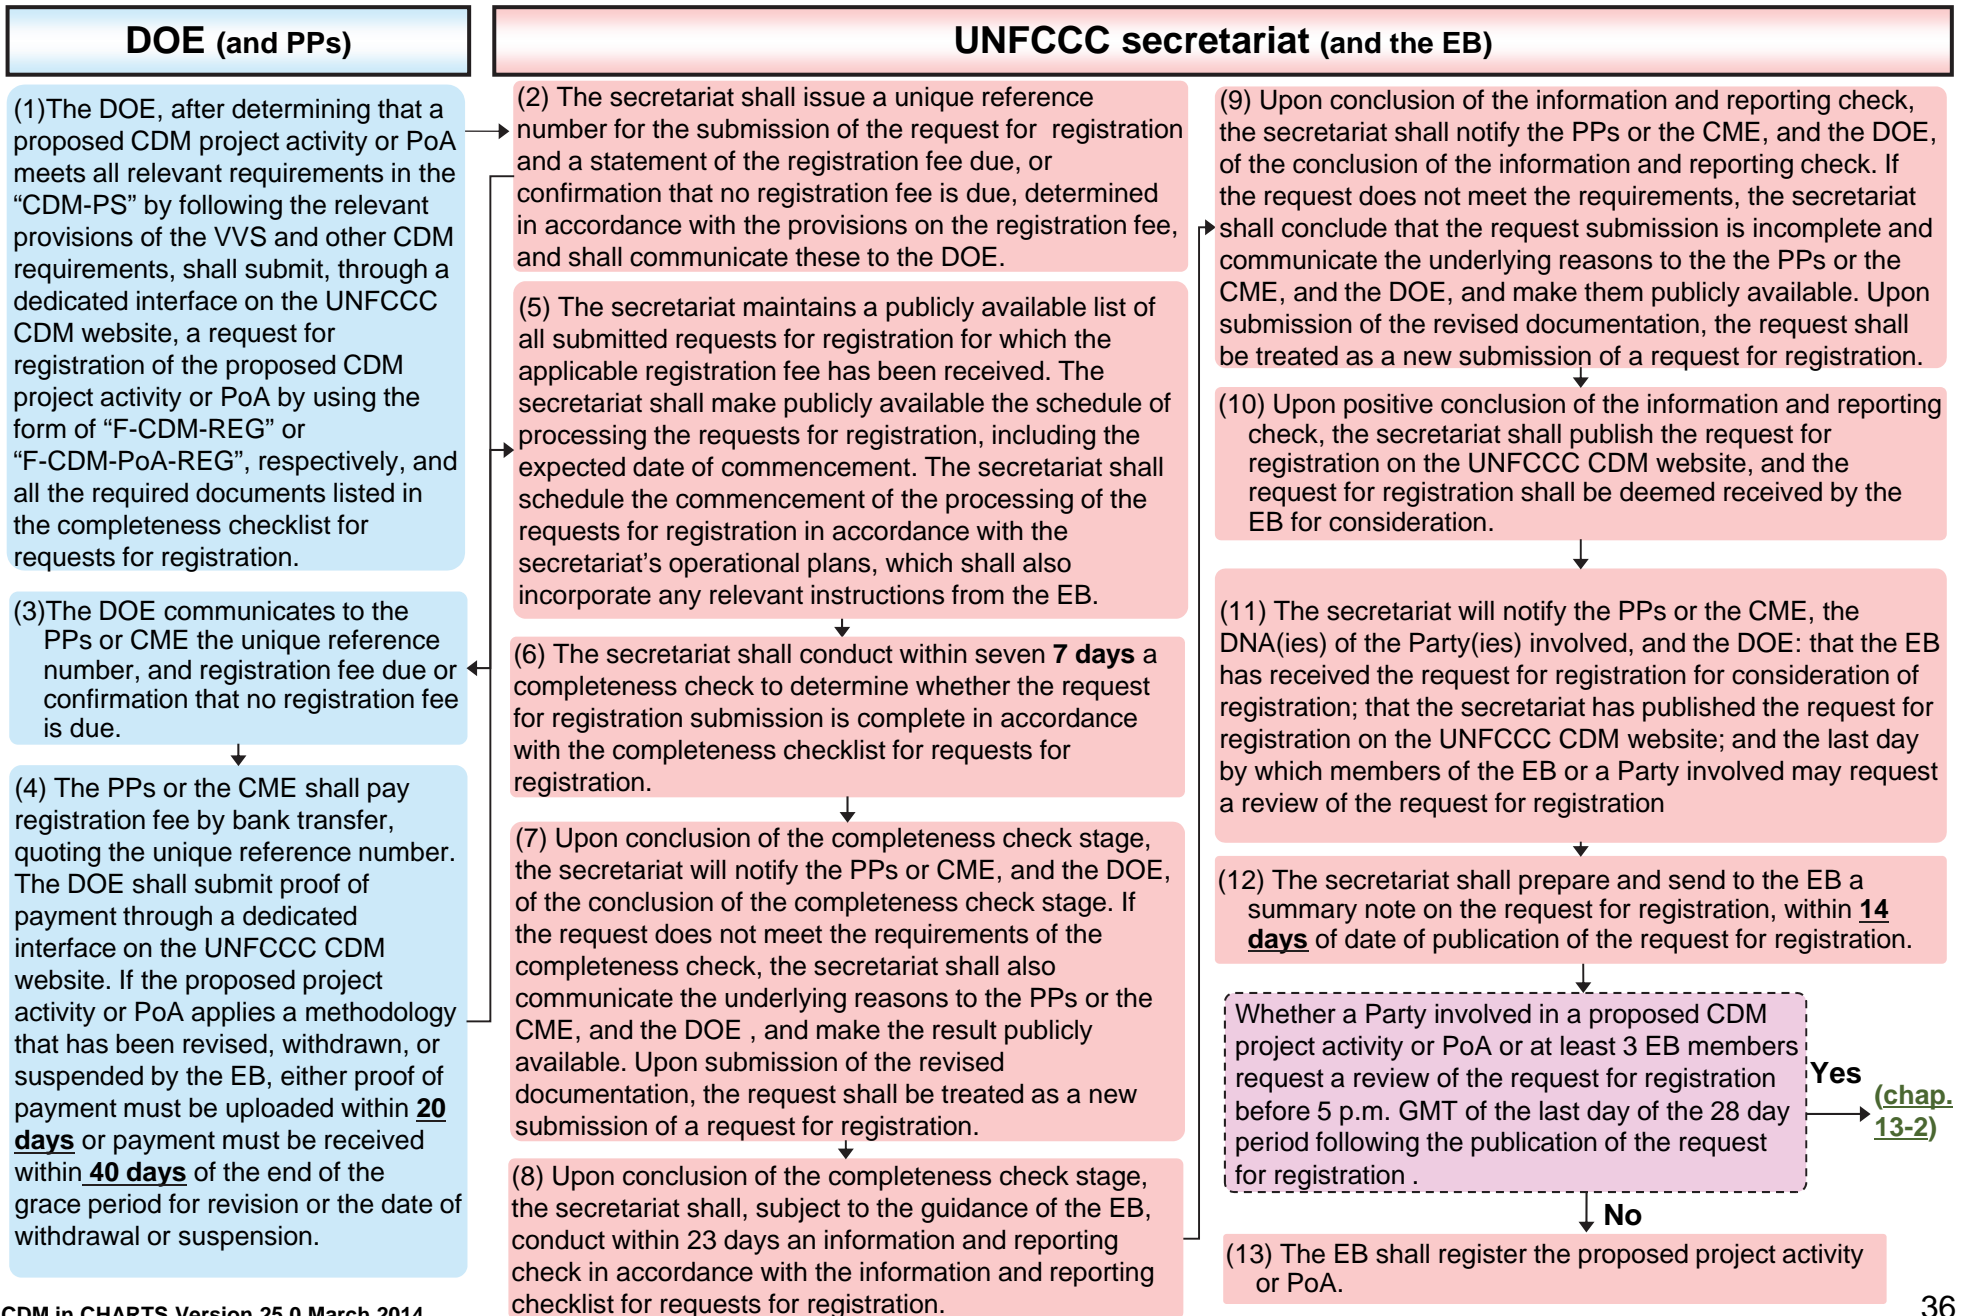 DOE (and PPs)
UNFCCC secretariat (and the EB)
(1)The DOE, after determining that a
proposed CDM project activity or PoA
meets all relevant requirements in the
“CDM-PS” by following the relevant
provisions of the VVS and other CDM
requirements, shall submit, through a
dedicated interface on the UNFCCC
CDM website, a request for
registration of the proposed CDM
project activity or PoA by using the
form of “F-CDM-REG” or
“F-CDM-PoA-REG”, respectively, and
all the required documents listed in
the completeness checklist for
requests for registration.
(2) The secretariat shall issue a unique reference
number for the submission of the request for registration
and a statement of the registration fee due, or
confirmation that no registration fee is due, determined
in accordance with the provisions on the registration fee,
and shall communicate these to the DOE.
(3)The DOE communicates to the
PPs or CME the unique reference
number, and registration fee due or
confirmation that no registration fee
is due.
(4) The PPs or the CME shall pay
registration fee by bank transfer,
quoting the unique reference number.
The DOE shall submit proof of
payment through a dedicated
interface on the UNFCCC CDM
website. If the proposed project
activity or PoA applies a methodology
that has been revised, withdrawn, or
suspended by the EB, either proof of
payment must be uploaded within 20
days or payment must be received
within 40 days of the end of the
grace period for revision or the date of
withdrawal or suspension.
(5) The secretariat maintains a publicly available list of
all submitted requests for registration for which the
applicable registration fee has been received. The
secretariat shall make publicly available the schedule of
processing the requests for registration, including the
expected date of commencement. The secretariat shall
schedule the commencement of the processing of the
requests for registration in accordance with the
secretariat’s operational plans, which shall also
incorporate any relevant instructions from the EB.
(6) The secretariat shall conduct within seven 7 days a
completeness check to determine whether the request
for registration submission is complete in accordance
with the completeness checklist for requests for
registration.
(7) Upon conclusion of the completeness check stage,
the secretariat will notify the PPs or CME, and the DOE,
of the conclusion of the completeness check stage. If
the request does not meet the requirements of the
completeness check, the secretariat shall also
communicate the underlying reasons to the PPs or the
CME, and the DOE , and make the result publicly
available. Upon submission of the revised
documentation, the request shall be treated as a new
submission of a request for registration.
(8) Upon conclusion of the completeness check stage,
the secretariat shall, subject to the guidance of the EB,
conduct within 23 days an information and reporting
check in accordance with the information and reporting
checklist for requests for registration.
(9) Upon conclusion of the information and reporting check,
the secretariat shall notify the PPs or the CME, and the DOE,
of the conclusion of the information and reporting check. If
the request does not meet the requirements, the secretariat
shall conclude that the request submission is incomplete and
communicate the underlying reasons to the the PPs or the
CME, and the DOE, and make them publicly available. Upon
submission of the revised documentation, the request shall
be treated as a new submission of a request for registration.
(10) Upon positive conclusion of the information and reporting
check, the secretariat shall publish the request for
registration on the UNFCCC CDM website, and the
request for registration shall be deemed received by the
EB for consideration.
(11) The secretariat will notify the PPs or the CME, the
DNA(ies) of the Party(ies) involved, and the DOE: that the EB
has received the request for registration for consideration of
registration; that the secretariat has published the request for
registration on the UNFCCC CDM website; and the last day
by which members of the EB or a Party involved may request
a review of the request for registration
(12) The secretariat shall prepare and send to the EB a
summary note on the request for registration, within 14
days of date of publication of the request for registration.
Whether a Party involved in a proposed CDM
project activity or PoA or at least 3 EB members
request a review of the request for registration
before 5 p.m. GMT of the last day of the 28 day
period following the publication of the request
for registration .
Yes
(chap.
13-2)
No
(13) The EB shall register the proposed project activity
or PoA.
CDM in CHARTS Version 25.0 March 2014
36